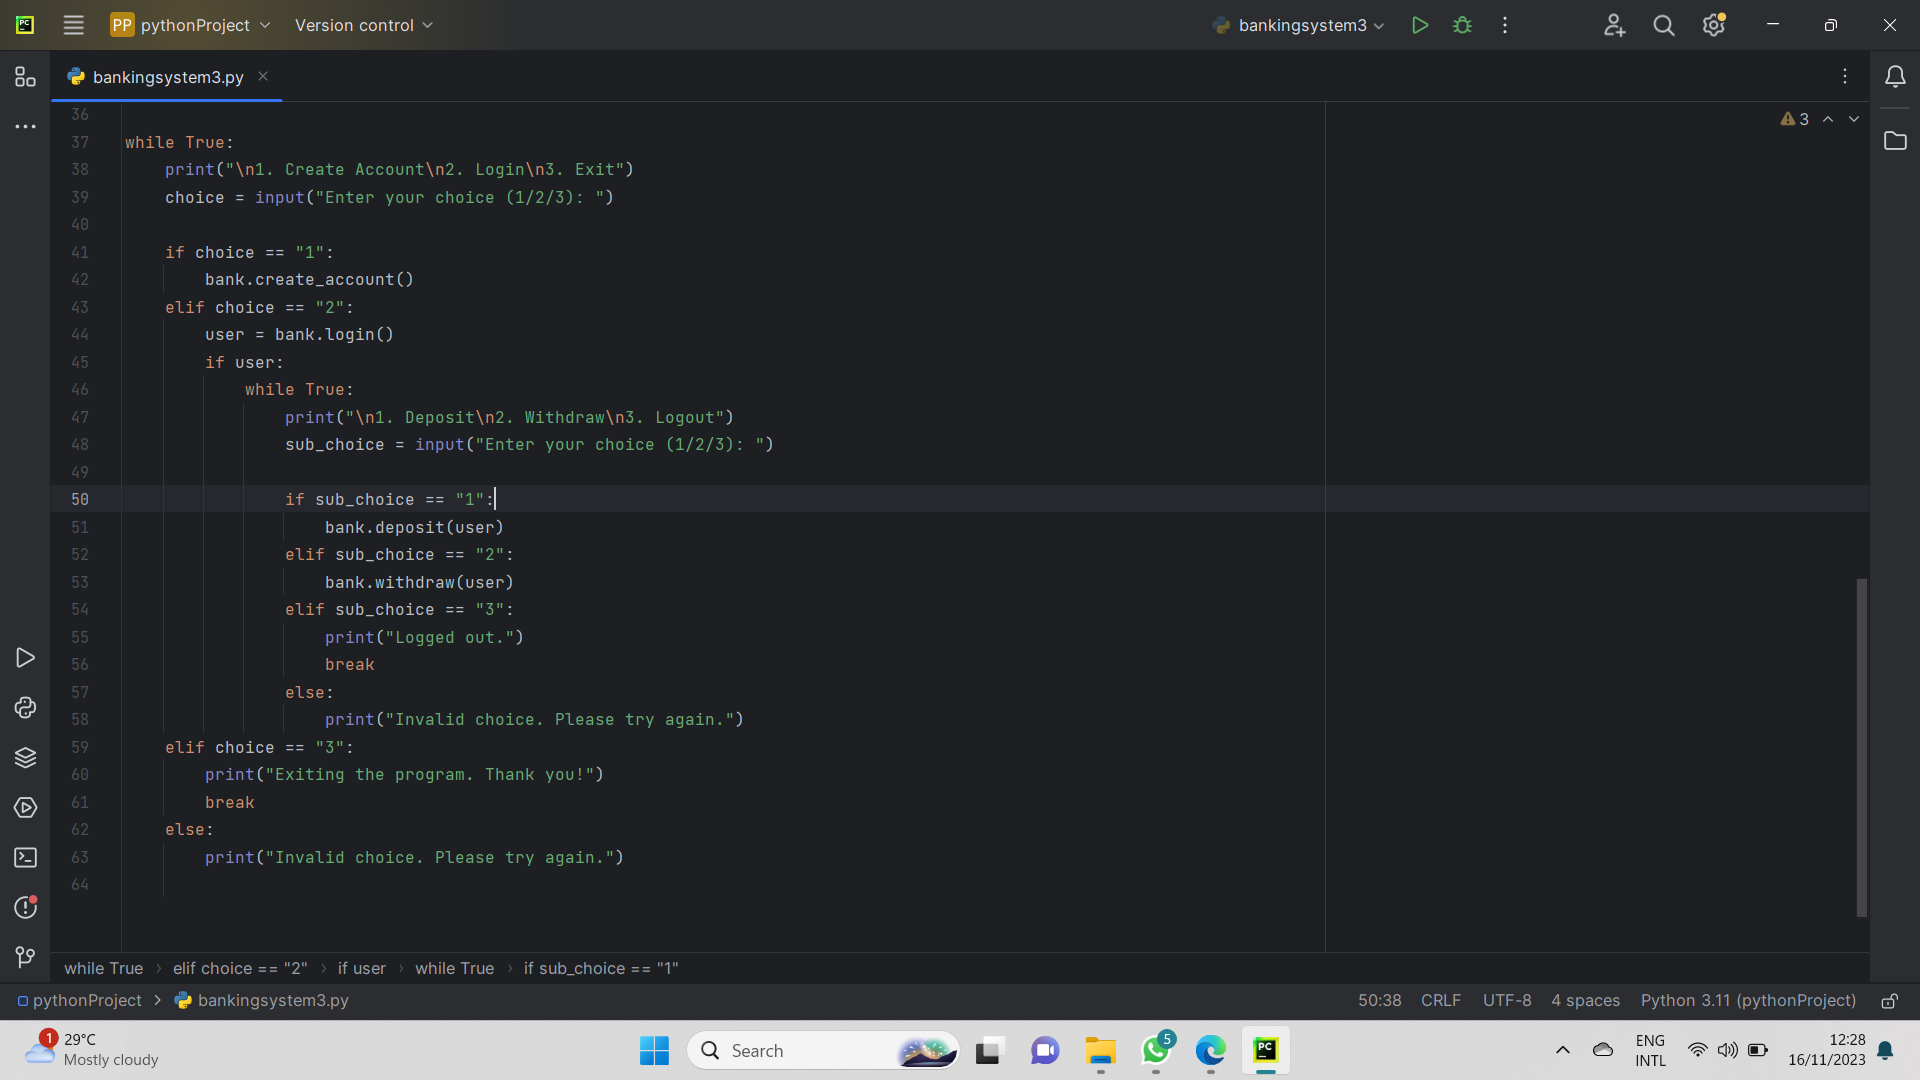 PC
PP pythonProject Version control bankingsystem3
bankingsystem3.py
3
36
37 while True:
38     print("\n1. Create Account\n2. Login\n3. Exit")
39     choice = input("Enter your choice (1/2/3): ")
40
41     if choice == "1":
42         bank.create_account()
43     elif choice == "2":
44         user = bank.login()
45         if user:
46             while True:
47                 print("\n1. Deposit\n2. Withdraw\n3. Logout")
48                 sub_choice = input("Enter your choice (1/2/3): ")
49
50                 if sub_choice == "1":
51                     bank.deposit(user)
52                 elif sub_choice == "2":
53                     bank.withdraw(user)
54                 elif sub_choice == "3":
55                     print("Logged out.")
56                     break
57                 else:
58                     print("Invalid choice. Please try again.")
59     elif choice == "3":
60         print("Exiting the program. Thank you!")
61         break
62     else:
63         print("Invalid choice. Please try again.")
64
while True › elif choice == "2" › if user › while True › if sub_choice == "1"
pythonProject > bankingsystem3.py 50:38 CRLF UTF-8 4 spaces Python 3.11 (pythonProject)
1 29°C
Mostly cloudy
Search
5
PC
ENG
INTL
12:28
16/11/2023